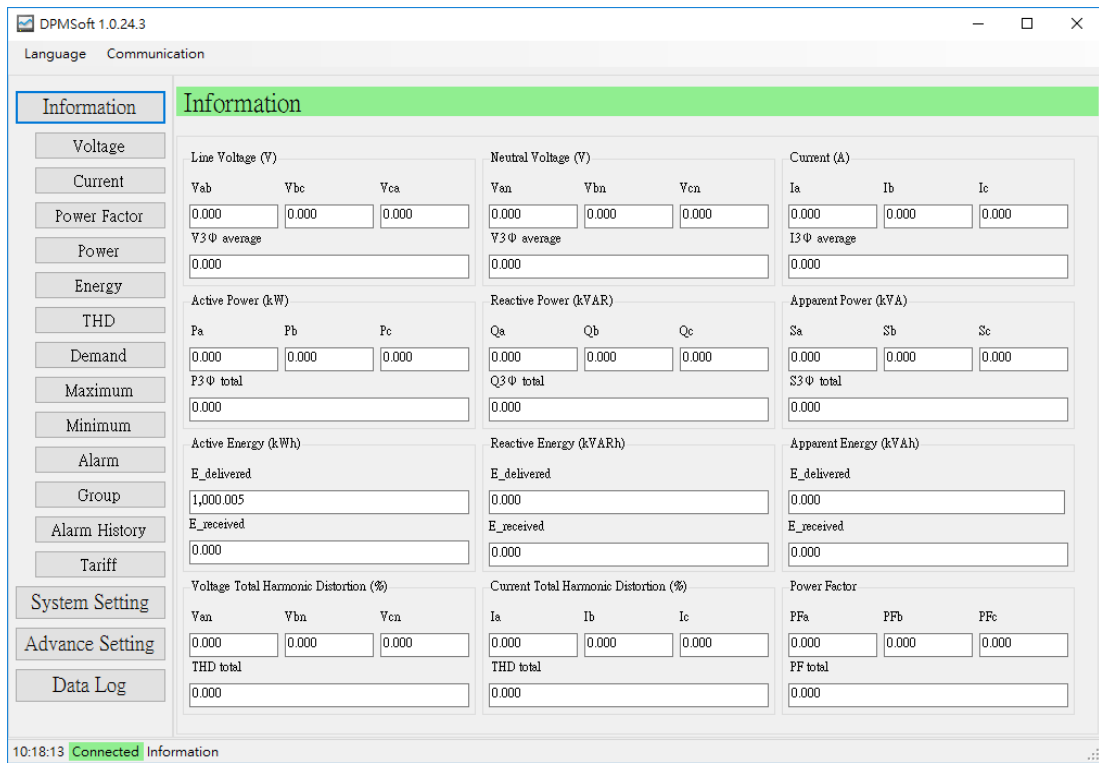 DPMSoft 1.0.24.3
Language Communication
Information
Voltage
Current
Power Factor
Power
Energy
THD
Demand
Maximum
Minimum
Alarm
Group
Alarm History
Tariff
System Setting
Advance Setting
Data Log
Information
Line Voltage (V)
Vab Vbc Vca
0.000 0.000 0.000
V3Φ average
0.000
Neutral Voltage (V)
Van Vbn Vcn
0.000 0.000 0.000
V3Φ average
0.000
Current (A)
Ia Ib Ic
0.000 0.000 0.000
I3Φ average
0.000
Active Power (kW)
Pa Pb Pc
0.000 0.000 0.000
P3Φ total
0.000
Reactive Power (kVAR)
Qa Qb Qc
0.000 0.000 0.000
Q3Φ total
0.000
Apparent Power (kVA)
Sa Sb Sc
0.000 0.000 0.000
S3Φ total
0.000
Active Energy (kWh)
E_delivered
1,000.005
E_received
0.000
Reactive Energy (kVARh)
E_delivered
0.000
E_received
0.000
Apparent Energy (kVAh)
E_delivered
0.000
E_received
0.000
Voltage Total Harmonic Distortion (%)
Van Vbn Vcn
0.000 0.000 0.000
THD total
0.000
Current Total Harmonic Distortion (%)
Ia Ib Ic
0.000 0.000 0.000
THD total
0.000
Power Factor
PFa PFb PFc
0.000 0.000 0.000
PF total
0.000
10:18:13 Connected Information